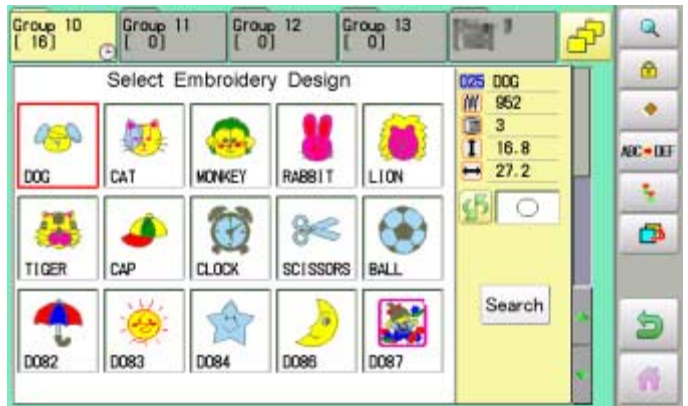 Group 10
[ 16]
Group 11
[ 0]
Group 12
[ 0]
Group 13
[ 0]
Select Embroidery Design
DOG
CAT
MONKEY
RABBIT
LION
TIGER
CAP
CLOCK
SCISSORS
BALL
D082
D083
D084
D086
D087
025 DOG
952
3
16.8
27.2
Search
ABC DEF